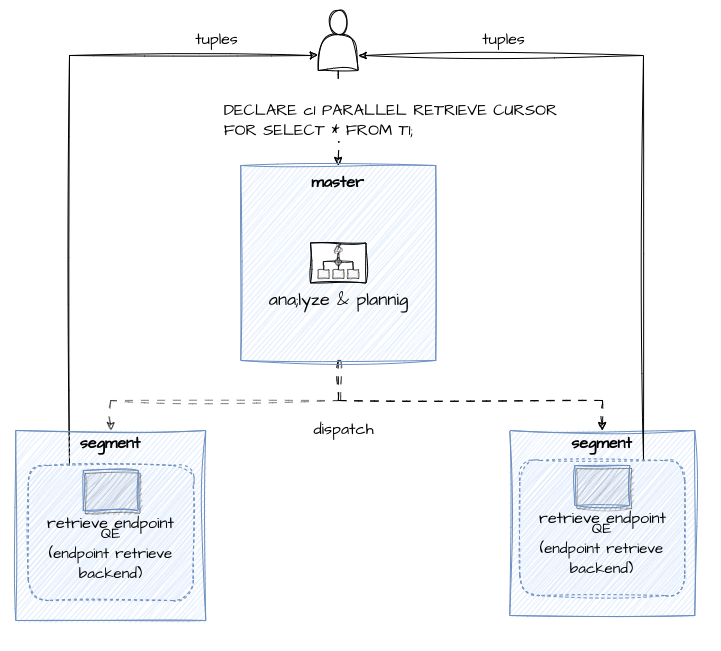 tuples
tuples
DECLARE c1 PARALLEL RETRIEVE CURSOR
FOR SELECT * FROM T1;
master
ana;lyze & plannig
dispatch
segment
retrieve endpoint
QE
(endpoint retrieve
backend)
segment
retrieve endpoint
QE
(endpoint retrieve
backend)